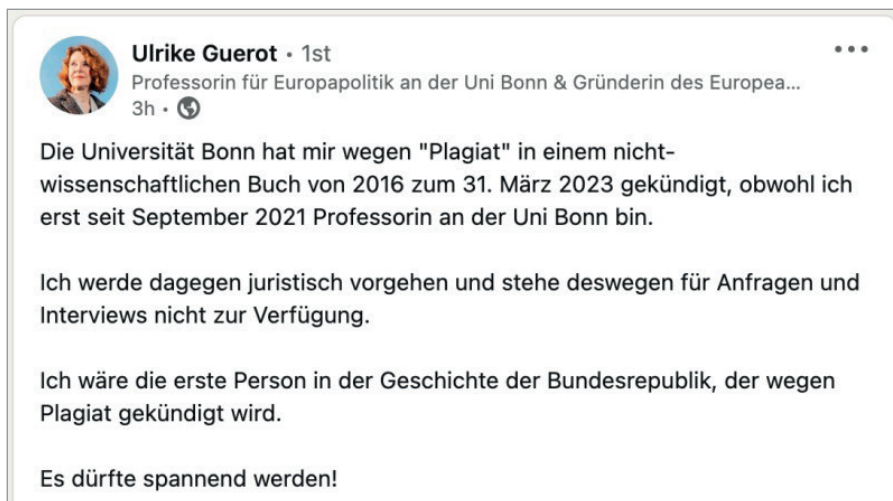 Ulrike Guerot • 1st
Professorin für Europapolitik an der Uni Bonn & Gründerin des Europea...
3h •
Die Universität Bonn hat mir wegen "Plagiat" in einem nicht-
wissenschaftlichen Buch von 2016 zum 31. März 2023 gekündigt, obwohl ich
erst seit September 2021 Professorin an der Uni Bonn bin.
Ich werde dagegen juristisch vorgehen und stehe deswegen für Anfragen und
Interviews nicht zur Verfügung.
Ich wäre die erste Person in der Geschichte der Bundesrepublik, der wegen
Plagiat gekündigt wird.
Es dürfte spannend werden!